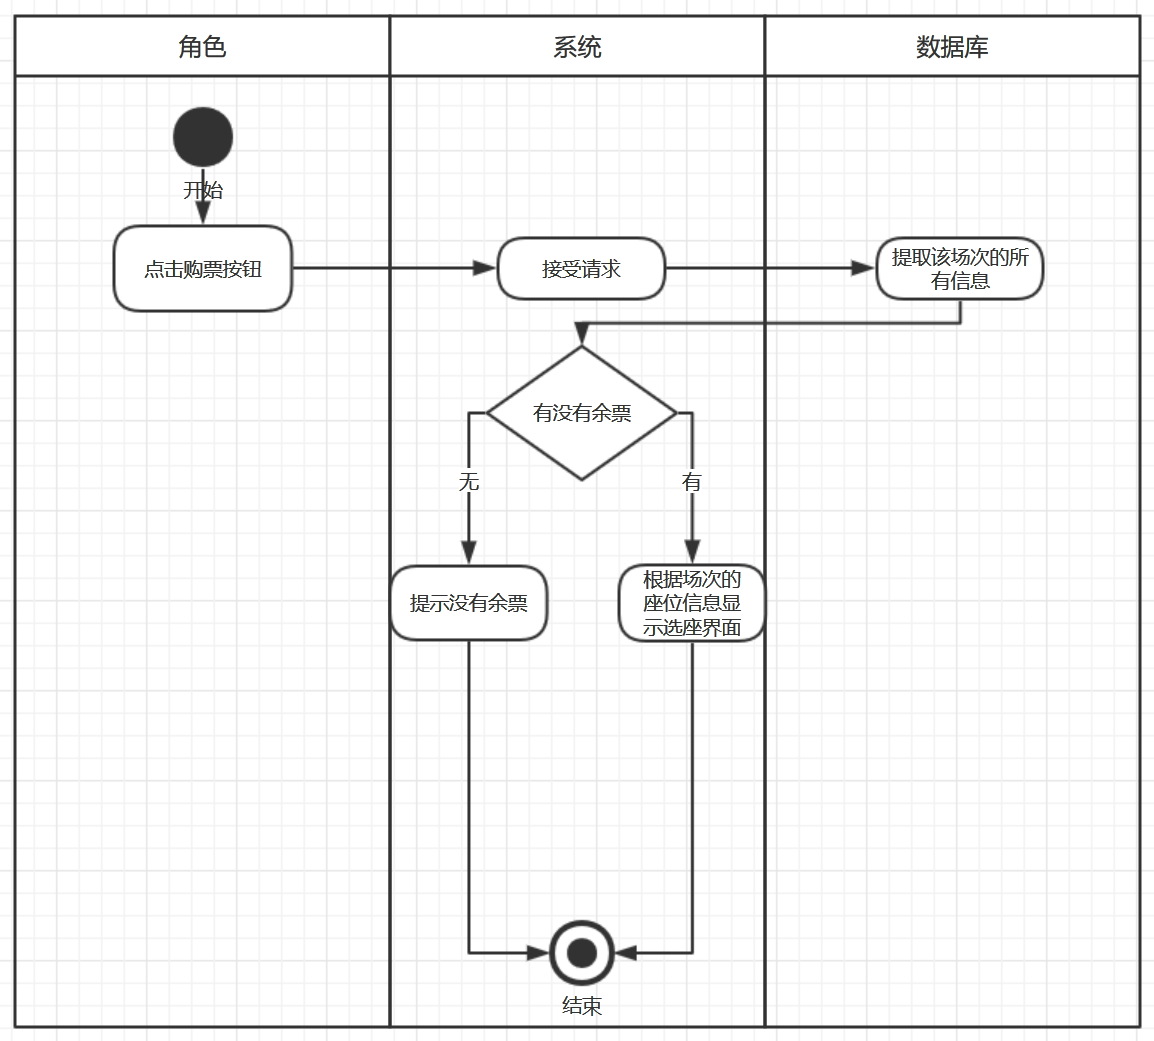 角色
系统
数据库
开始
点击购票按钮
接受请求
提取该场次的所
有信息
有没有余票
无
有
提示没有余票
根据场次的
座位信息显
示选座界面
结束